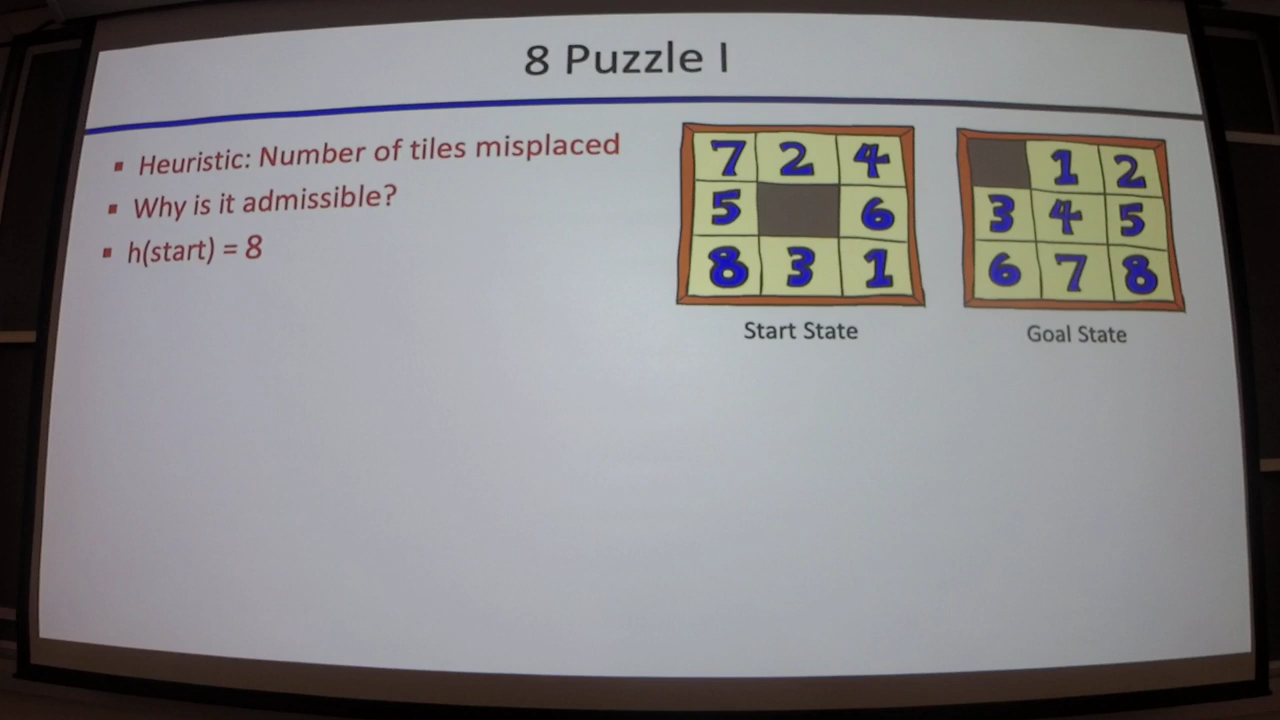 8 Puzzle I
Heuristic: Number of tiles misplaced
Why is it admissible?
h(start) = 8
7 2 4
5 6
8 3 1
Start State
1 2
3 4 5
6 7 8
Goal State